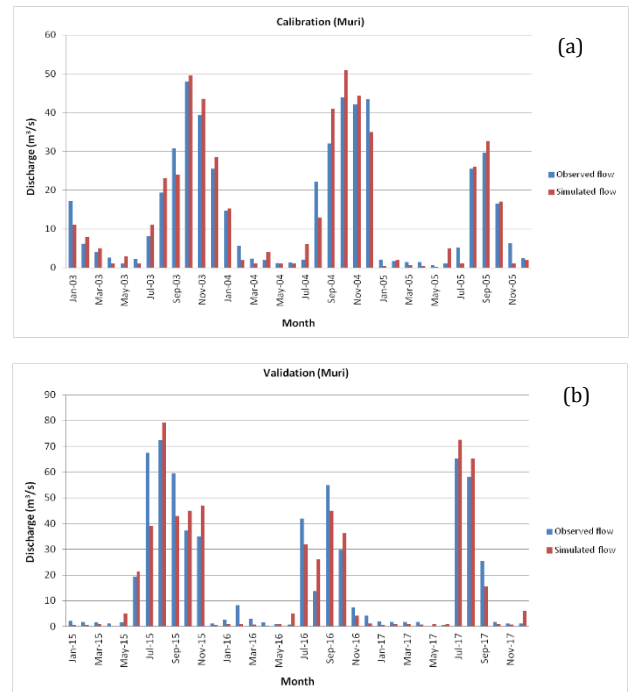 Calibration (Muri)
(a)
60
50
40
30
20
10
0
Discharge (m³/s)
Observed flow
Simulated flow
Jan-03
Mar-03
May-03
Jul-03
Sep-03
Nov-03
Jan-04
Mar-04
May-04
Jul-04
Sep-04
Nov-04
Jan-05
Mar-05
May-05
Jul-05
Sep-05
Nov-05
Month
Validation (Muri)
(b)
90
80
70
60
50
40
30
20
10
0
Discharge (m³/s)
Observed flow
Simulated flow
Jan-15
Mar-15
May-15
Jul-15
Sep-15
Nov-15
Jan-16
Mar-16
May-16
Jul-16
Sep-16
Nov-16
Jan-17
Mar-17
May-17
Jul-17
Sep-17
Nov-17
Month